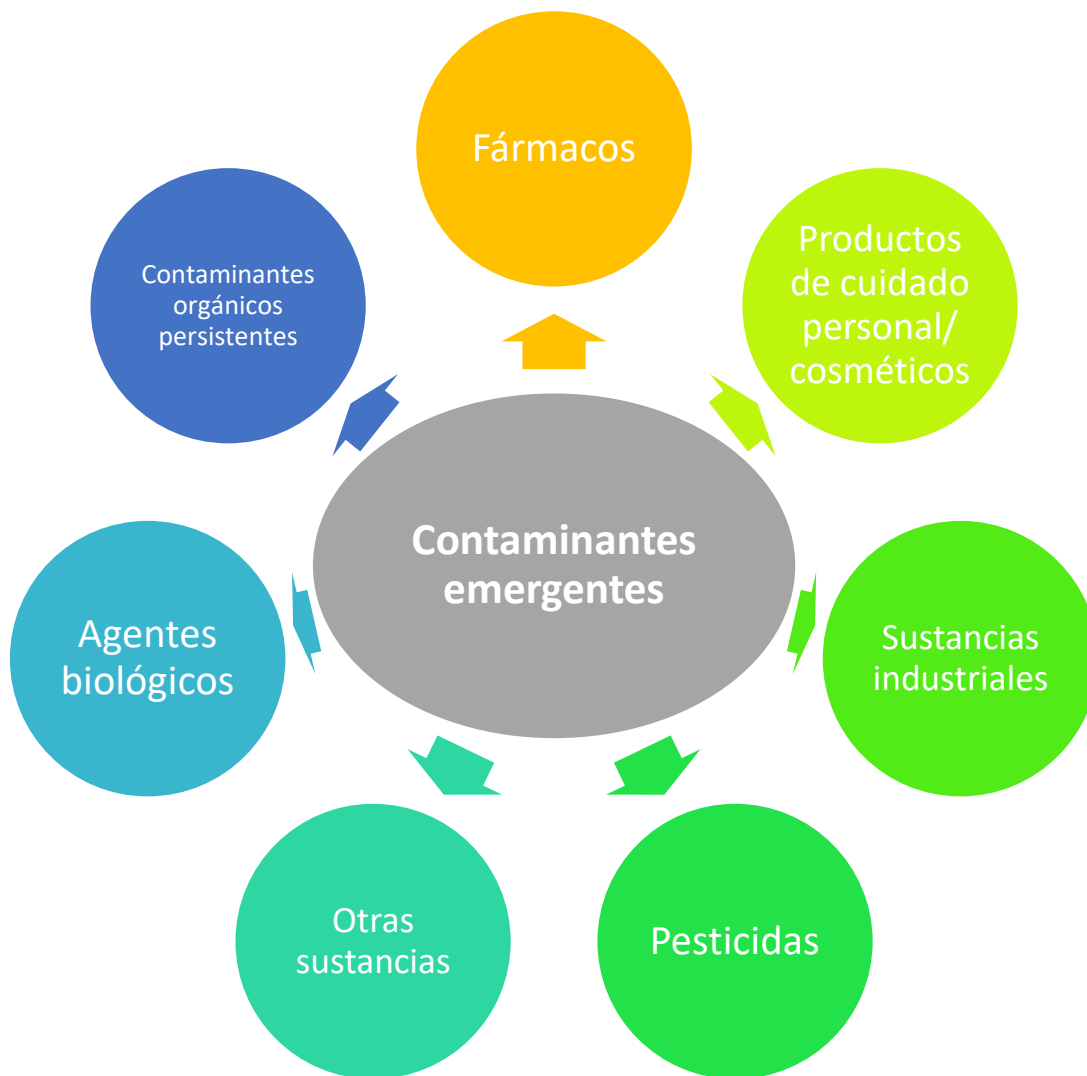 Fármacos
Productos
de cuidado
personal/
cosméticos
Contaminantes
orgánicos
persistentes
Contaminantes
emergentes
Agentes
biológicos
Sustancias
industriales
Otras
sustancias
Pesticidas